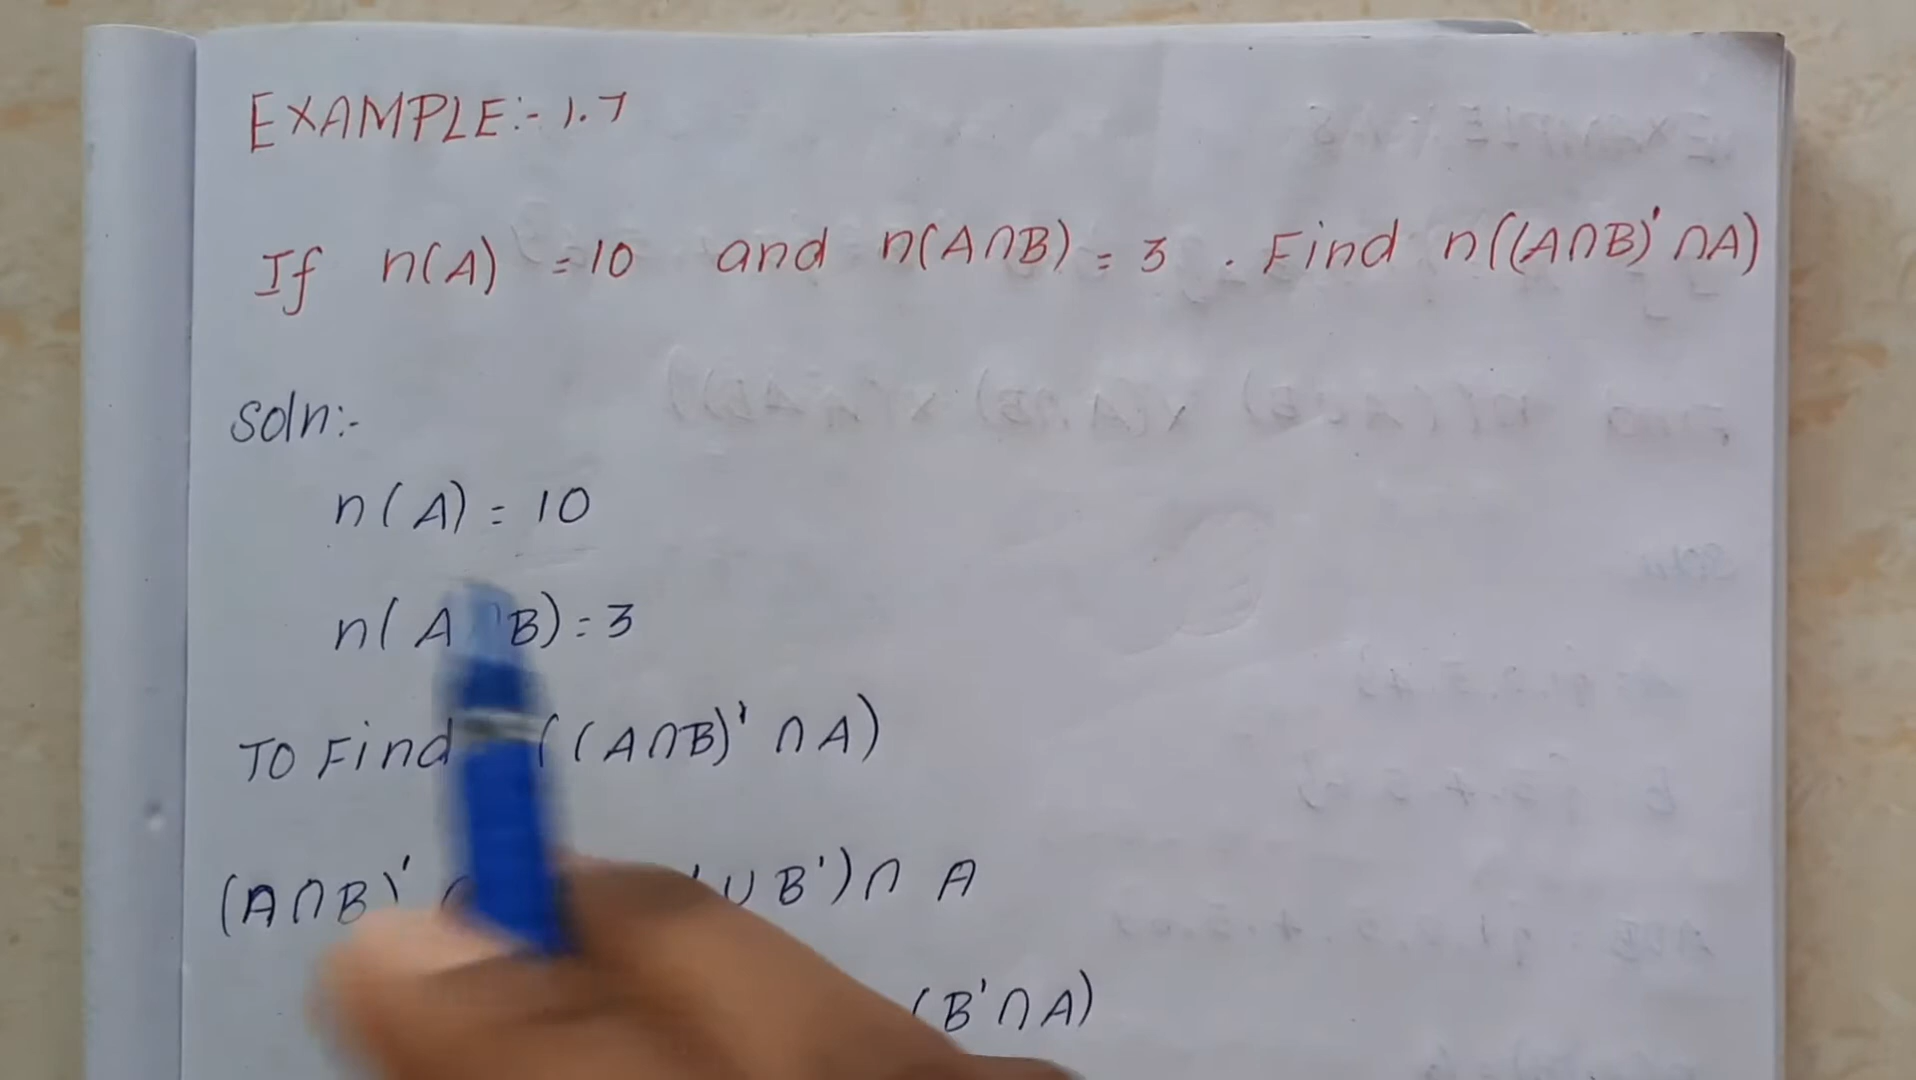 EXAMPLE:- 1.7
If n(A) = 10 and n(A∩B) = 3 . Find n((A∩B)' ∩A)
Soln:-
n(A) = 10
n( A B) = 3
TO Find ((A∩B)' ∩ A)
(A∩B)' ∪ B') ∩ A
(B'∩A)